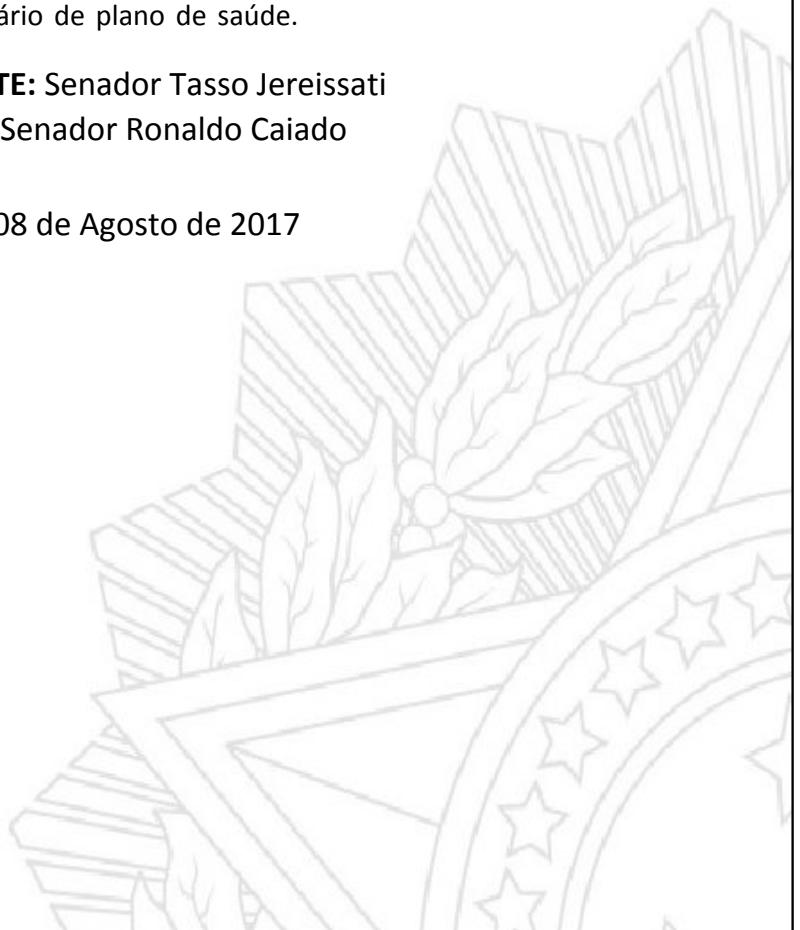 ário de plano de saúde.
TE: Senador Tasso Jereissati
Senador Ronaldo Caiado
08 de Agosto de 2017